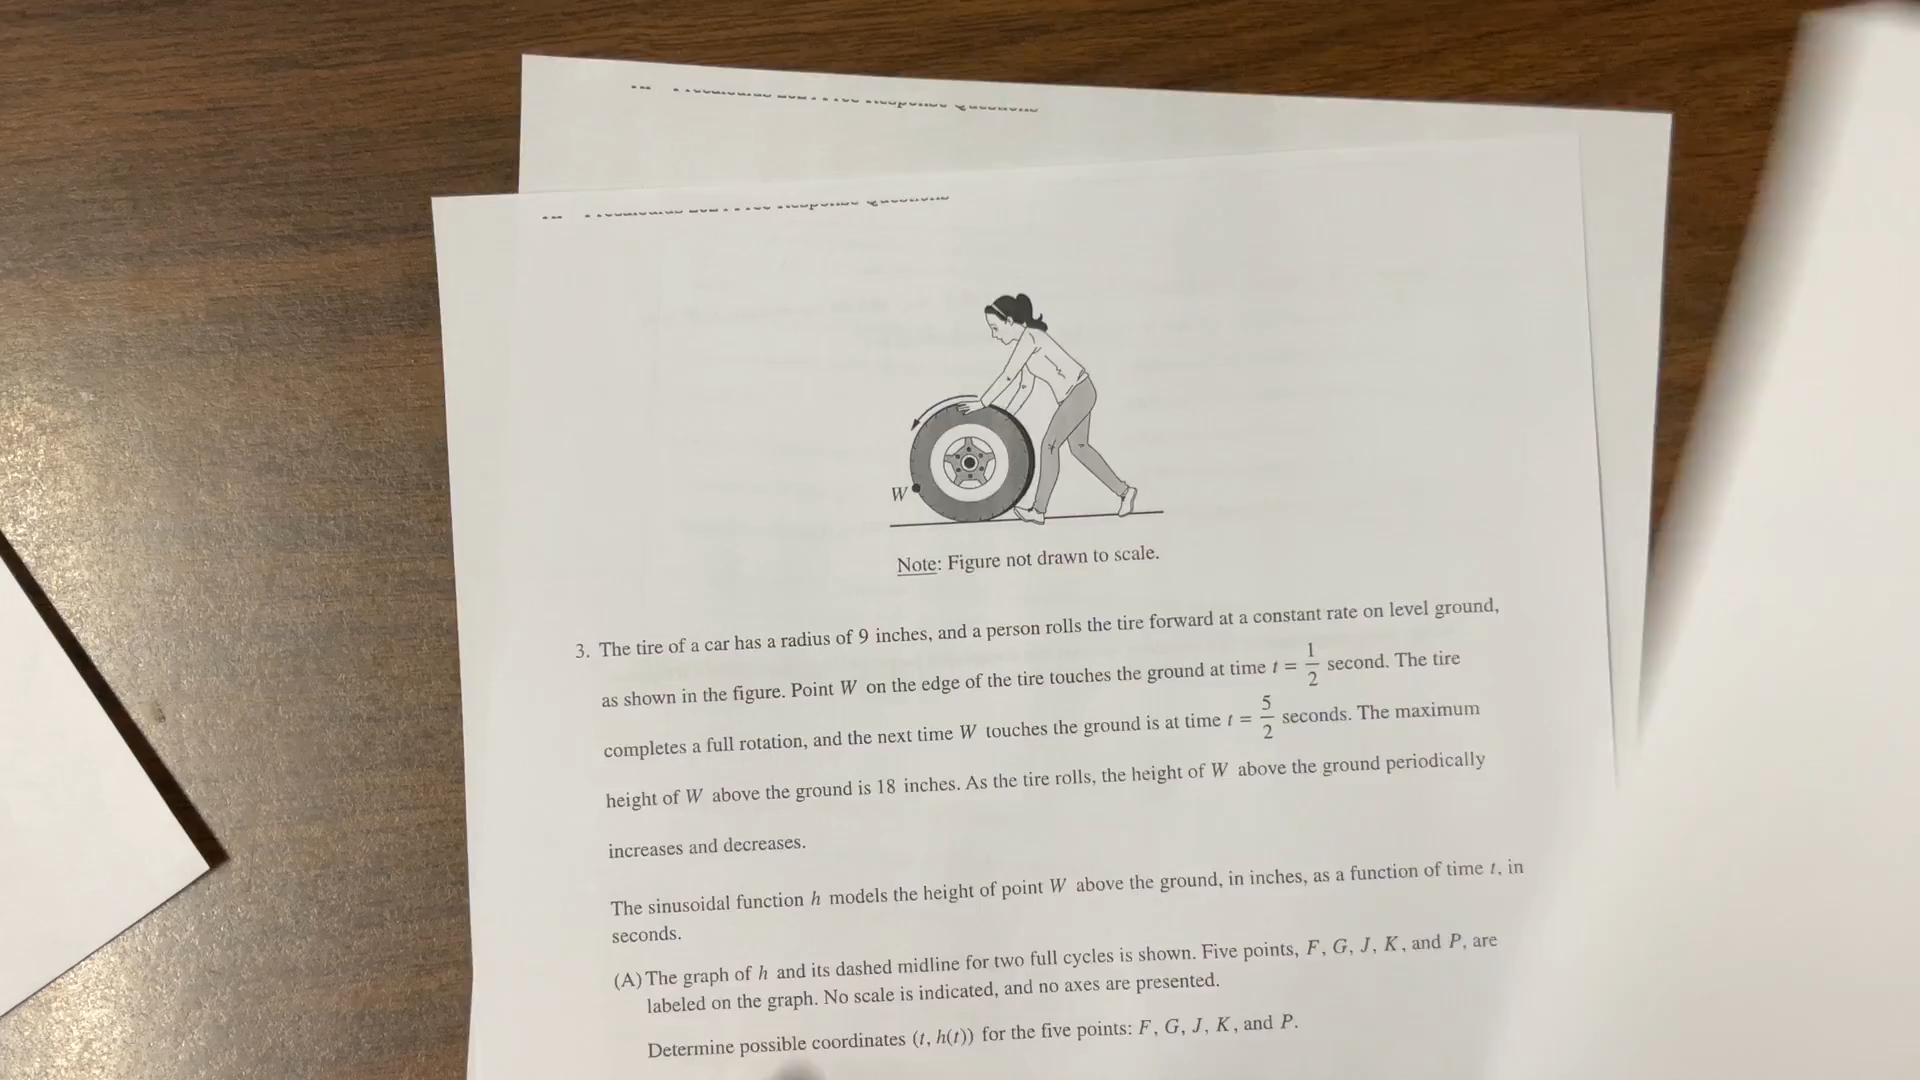 W
Note: Figure not drawn to scale.
3. The tire of a car has a radius of 9 inches, and a person rolls the tire forward at a constant rate on level ground,
as shown in the figure. Point W on the edge of the tire touches the ground at time t = 1/2 second. The tire
completes a full rotation, and the next time W touches the ground is at time t = 5/2 seconds. The maximum
height of W above the ground is 18 inches. As the tire rolls, the height of W above the ground periodically
increases and decreases.
The sinusoidal function h models the height of point W above the ground, in inches, as a function of time t, in
seconds.
(A) The graph of h and its dashed midline for two full cycles is shown. Five points, F, G, J, K, and P, are
labeled on the graph. No scale is indicated, and no axes are presented.
Determine possible coordinates (t, h(t)) for the five points: F, G, J, K, and P.